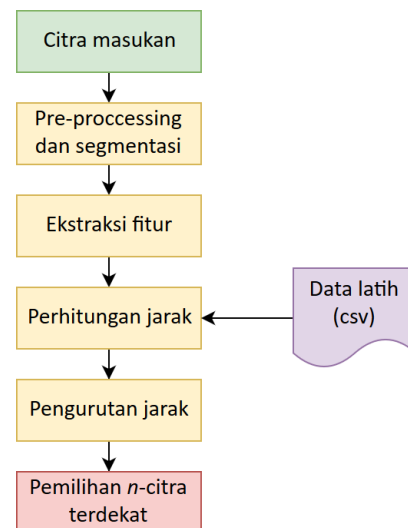 Citra masukan
Pre-proccessing
dan segmentasi
Ekstraksi fitur
Perhitungan jarak
Data latih
(csv)
Pengurutan jarak
Pemilihan n-citra
terdekat